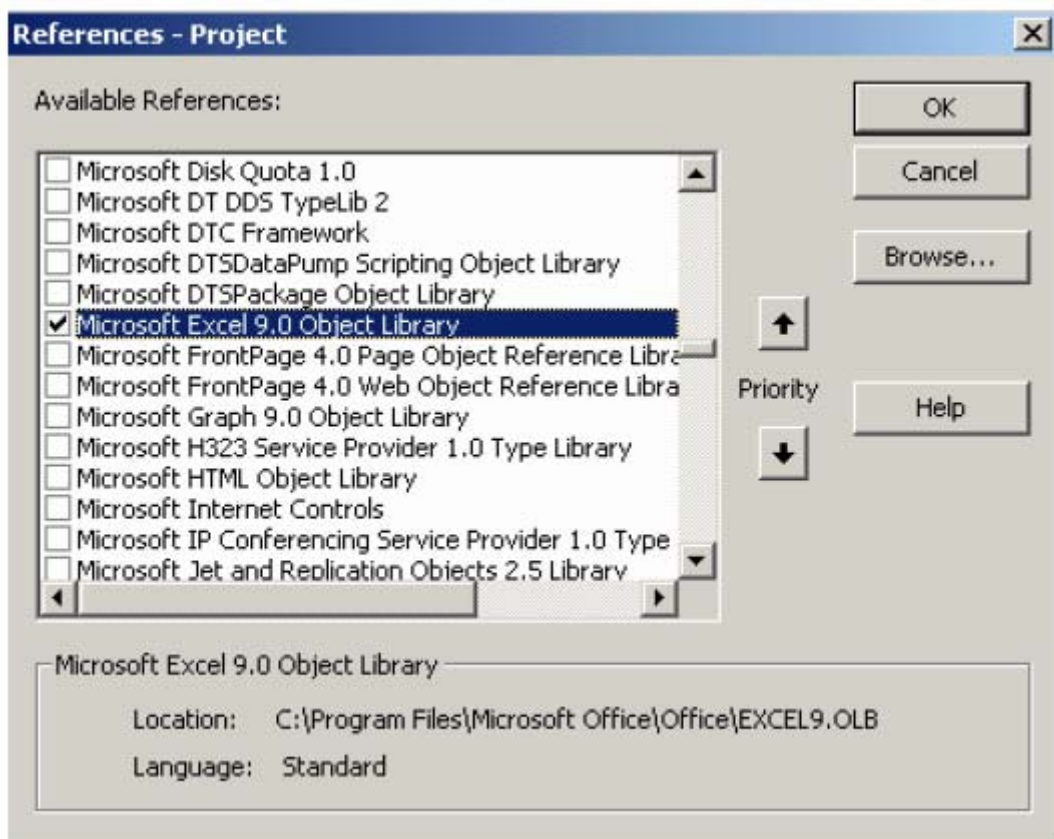 References - Project
Available References:
OK
Cancel
Browse...
Priority
Help
Microsoft Disk Quota 1.0
Microsoft DT DDS TypeLib 2
Microsoft DTC Framework
Microsoft DTSDataPump Scripting Object Library
Microsoft DTSPackage Object Library
Microsoft Excel 9.0 Object Library
Microsoft FrontPage 4.0 Page Object Reference Libra
Microsoft FrontPage 4.0 Web Object Reference Libra
Microsoft Graph 9.0 Object Library
Microsoft H323 Service Provider 1.0 Type Library
Microsoft HTML Object Library
Microsoft Internet Controls
Microsoft IP Conferencing Service Provider 1.0 Type
Microsoft Jet and Replication Objects 2.5 Library
Microsoft Excel 9.0 Object Library
Location: C:\Program Files\Microsoft Office\Office\EXCEL9.OLB
Language: Standard